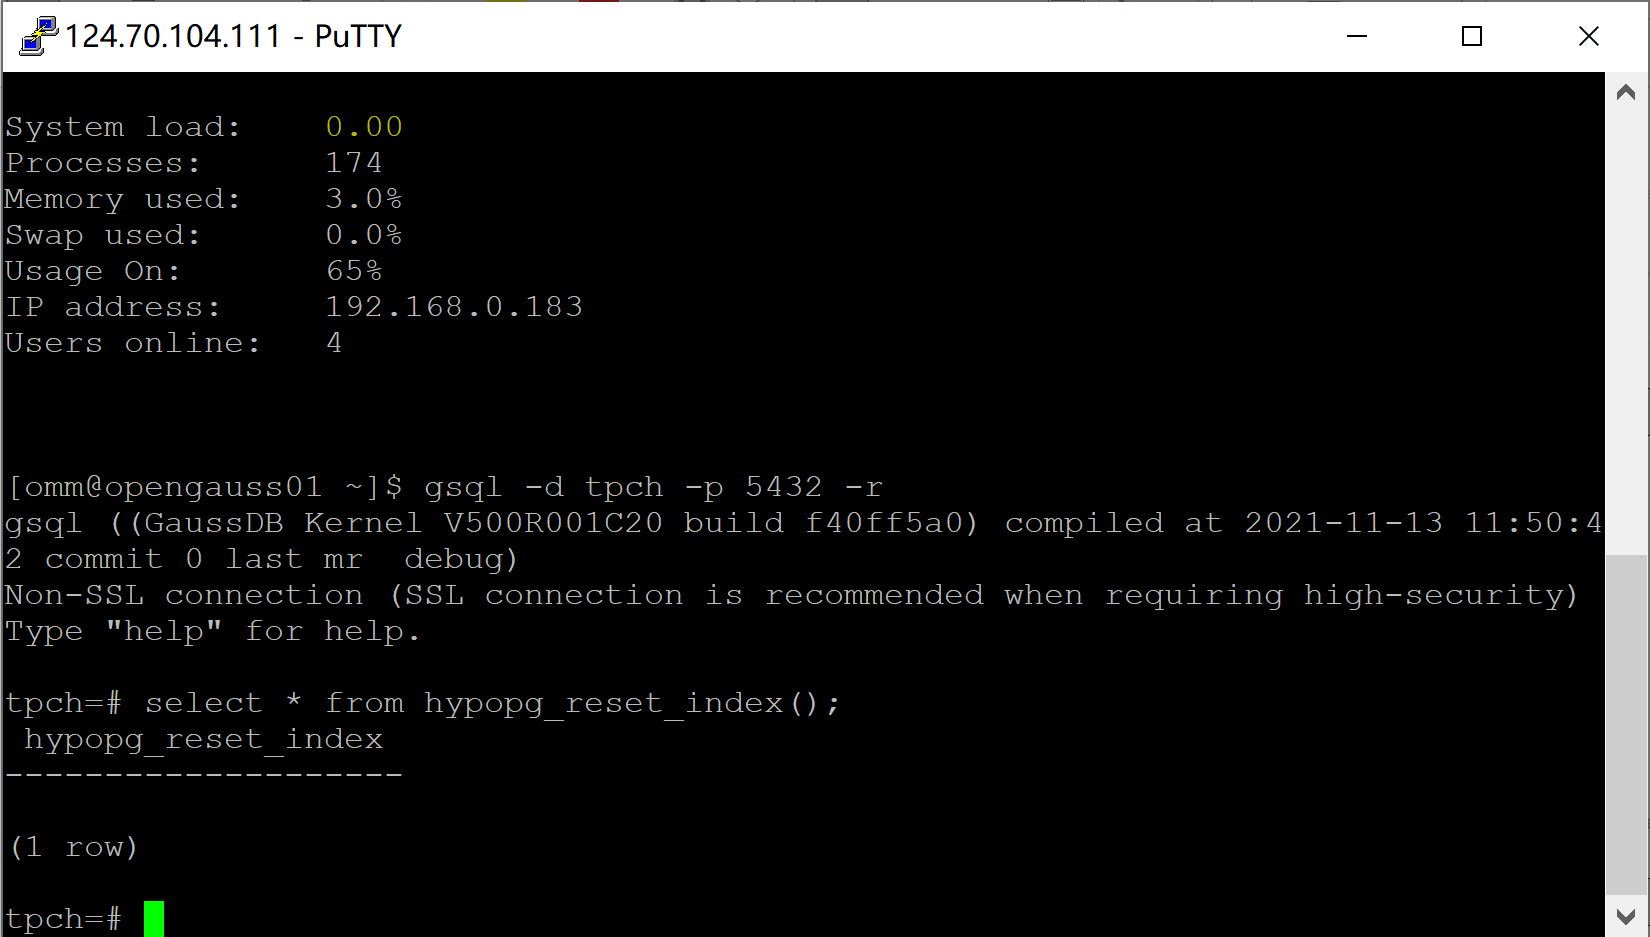 124.70.104.111 - PuTTY
System load: 0.00
Processes: 174
Memory used: 3.0%
Swap used: 0.0%
Usage On: 65%
IP address: 192.168.0.183
Users online: 4
[omm@opengauss01 ~]$ gsql -d tpch -p 5432 -r
gsql ((GaussDB Kernel V500R001C20 build f40ff5a0) compiled at 2021-11-13 11:50:4
2 commit 0 last mr  debug)
Non-SSL connection (SSL connection is recommended when requiring high-security)
Type "help" for help.
tpch=# select * from hypopg_reset_index();
hypopg_reset_index
--------------------
(1 row)
tpch=#